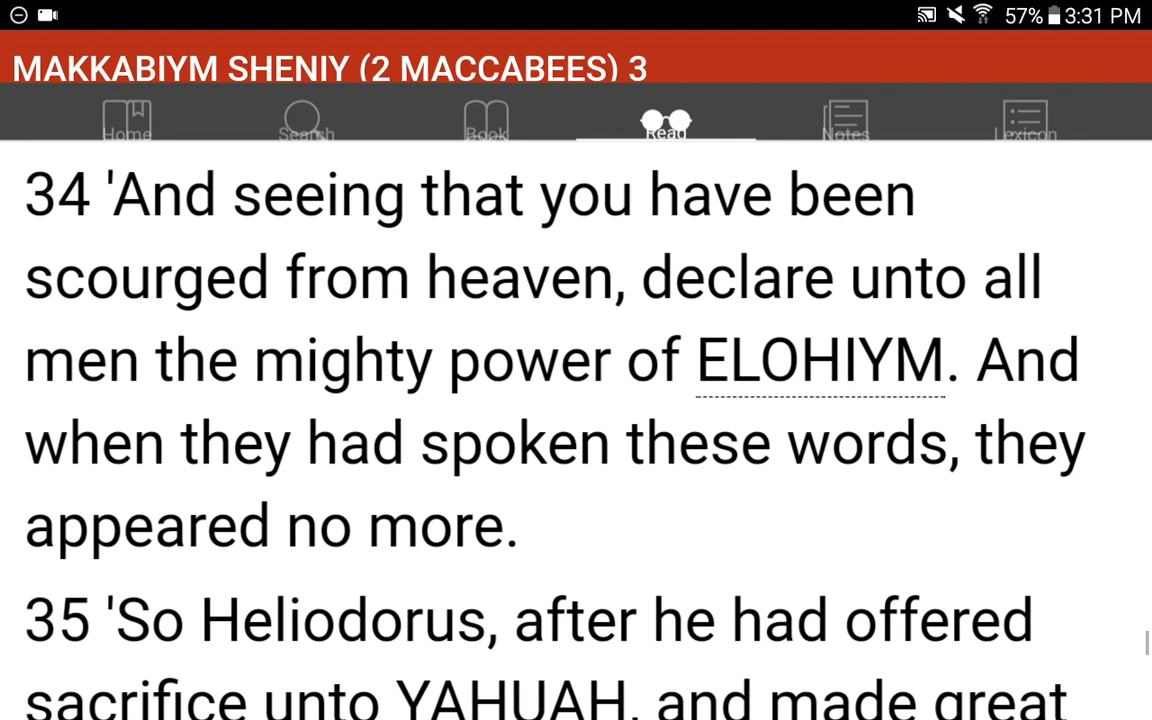 57% 3:31 PM
MAKKABIYM SHENIY (2 MACCABEES) 3
Home Search Book Read Notes Lexicon
34 'And seeing that you have been
scourged from heaven, declare unto all
men the mighty power of ELOHIYM. And
when they had spoken these words, they
appeared no more.
35 'So Heliodorus, after he had offered
sacrifice unto YAHUAH, and made great